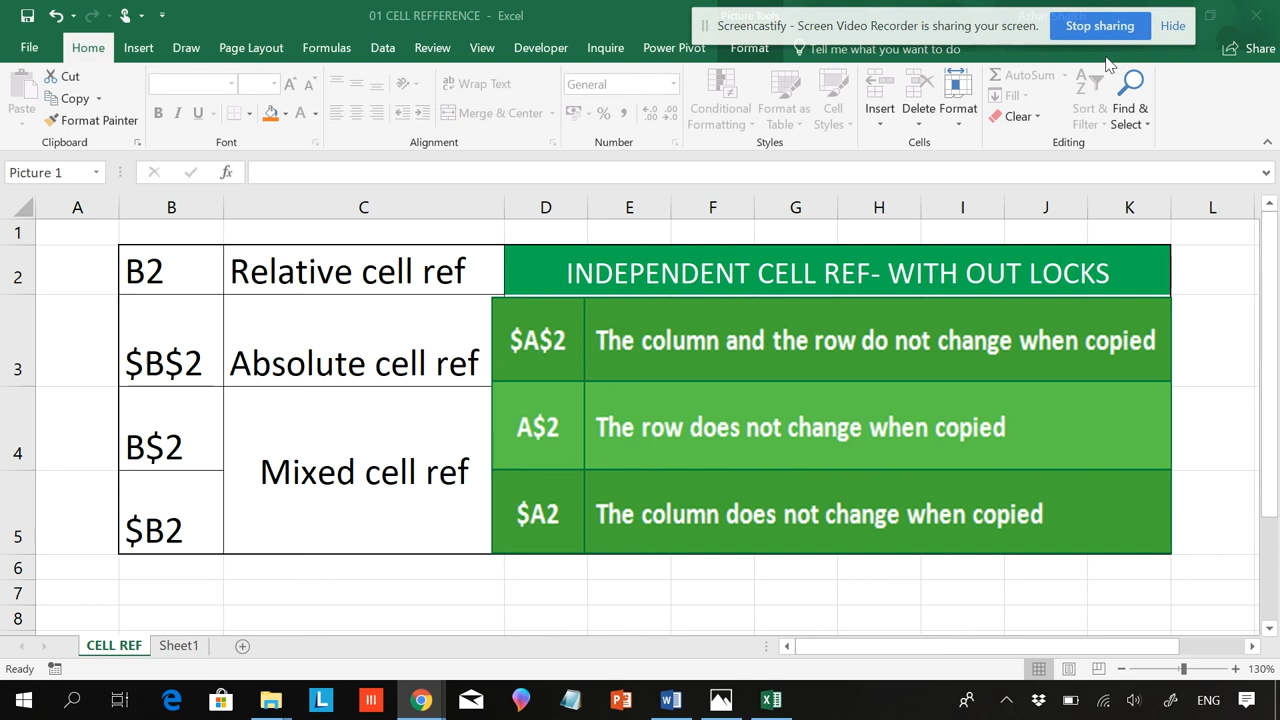 01 CELL REFFERENCE - Excel
Picture Tools
Screencastify - Screen Video Recorder is sharing your screen. Stop sharing Hide
File Home Insert Draw Page Layout Formulas Data Review View Developer Inquire Power Pivot Format Tell me what you want to do Share
Paste
Cut
Copy
Format Painter
Clipboard
B I U A A
Font
Wrap Text
Merge & Center
Alignment
General
%
Number
Conditional Formatting
Format as Table
Cell Styles
Styles
Insert Delete Format
Cells
AutoSum
Fill
Clear
Sort & Filter
Find & Select
Editing
Picture 1 fx
A B C D E F G H I J K L
1
2 B2 Relative cell ref INDEPENDENT CELL REF- WITH OUT LOCKS
3 $B$2 Absolute cell ref $A$2 The column and the row do not change when copied
4 B$2 Mixed cell ref A$2 The row does not change when copied
5 $B2 $A2 The column does not change when copied
6
7
8
CELL REF Sheet1
Ready 130%
ENG